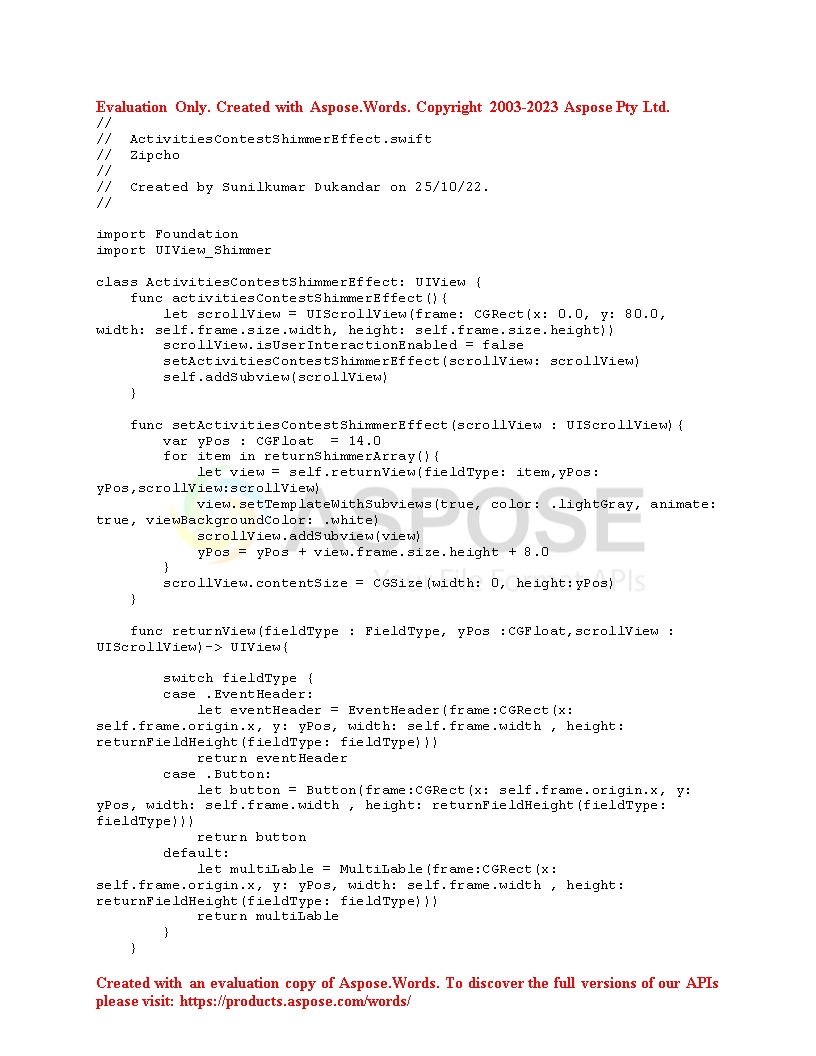 Evaluation Only. Created with Aspose.Words. Copyright 2003-2023 Aspose Pty Ltd.
//
//  ActivitiesContestShimmerEffect.swift
//  Zipcho
//
//  Created by Sunilkumar Dukandar on 25/10/22.
//

import Foundation
import UIView_Shimmer

class ActivitiesContestShimmerEffect: UIView {
    func activitiesContestShimmerEffect(){
        let scrollView = UIScrollView(frame: CGRect(x: 0.0, y: 80.0,
width: self.frame.size.width, height: self.frame.size.height))
        scrollView.isUserInteractionEnabled = false
        setActivitiesContestShimmerEffect(scrollView: scrollView)
        self.addSubview(scrollView)
    }

    func setActivitiesContestShimmerEffect(scrollView : UIScrollView){
        var yPos : CGFloat  = 14.0
        for item in returnShimmerArray(){
            let view = self.returnView(fieldType: item,yPos:
yPos,scrollView:scrollView)
            view.setTemplateWithSubviews(true, color: .lightGray, animate:
true, viewBackgroundColor: .white)
            scrollView.addSubview(view)
            yPos = yPos + view.frame.size.height + 8.0
        }
        scrollView.contentSize = CGSize(width: 0, height:yPos)
    }

    func returnView(fieldType : FieldType, yPos :CGFloat,scrollView :
UIScrollView)-> UIView{

        switch fieldType {
        case .EventHeader:
            let eventHeader = EventHeader(frame:CGRect(x:
self.frame.origin.x, y: yPos, width: self.frame.width , height:
returnFieldHeight(fieldType: fieldType)))
            return eventHeader
        case .Button:
            let button = Button(frame:CGRect(x: self.frame.origin.x, y:
yPos, width: self.frame.width , height: returnFieldHeight(fieldType:
fieldType)))
            return button
        default:
            let multiLable = MultiLable(frame:CGRect(x:
self.frame.origin.x, y: yPos, width: self.frame.width , height:
returnFieldHeight(fieldType: fieldType)))
            return multiLable
        }
    }
ASPOSE
Your File Format APIs
Created with an evaluation copy of Aspose.Words. To discover the full versions of our APIs
please visit: https://products.aspose.com/words/